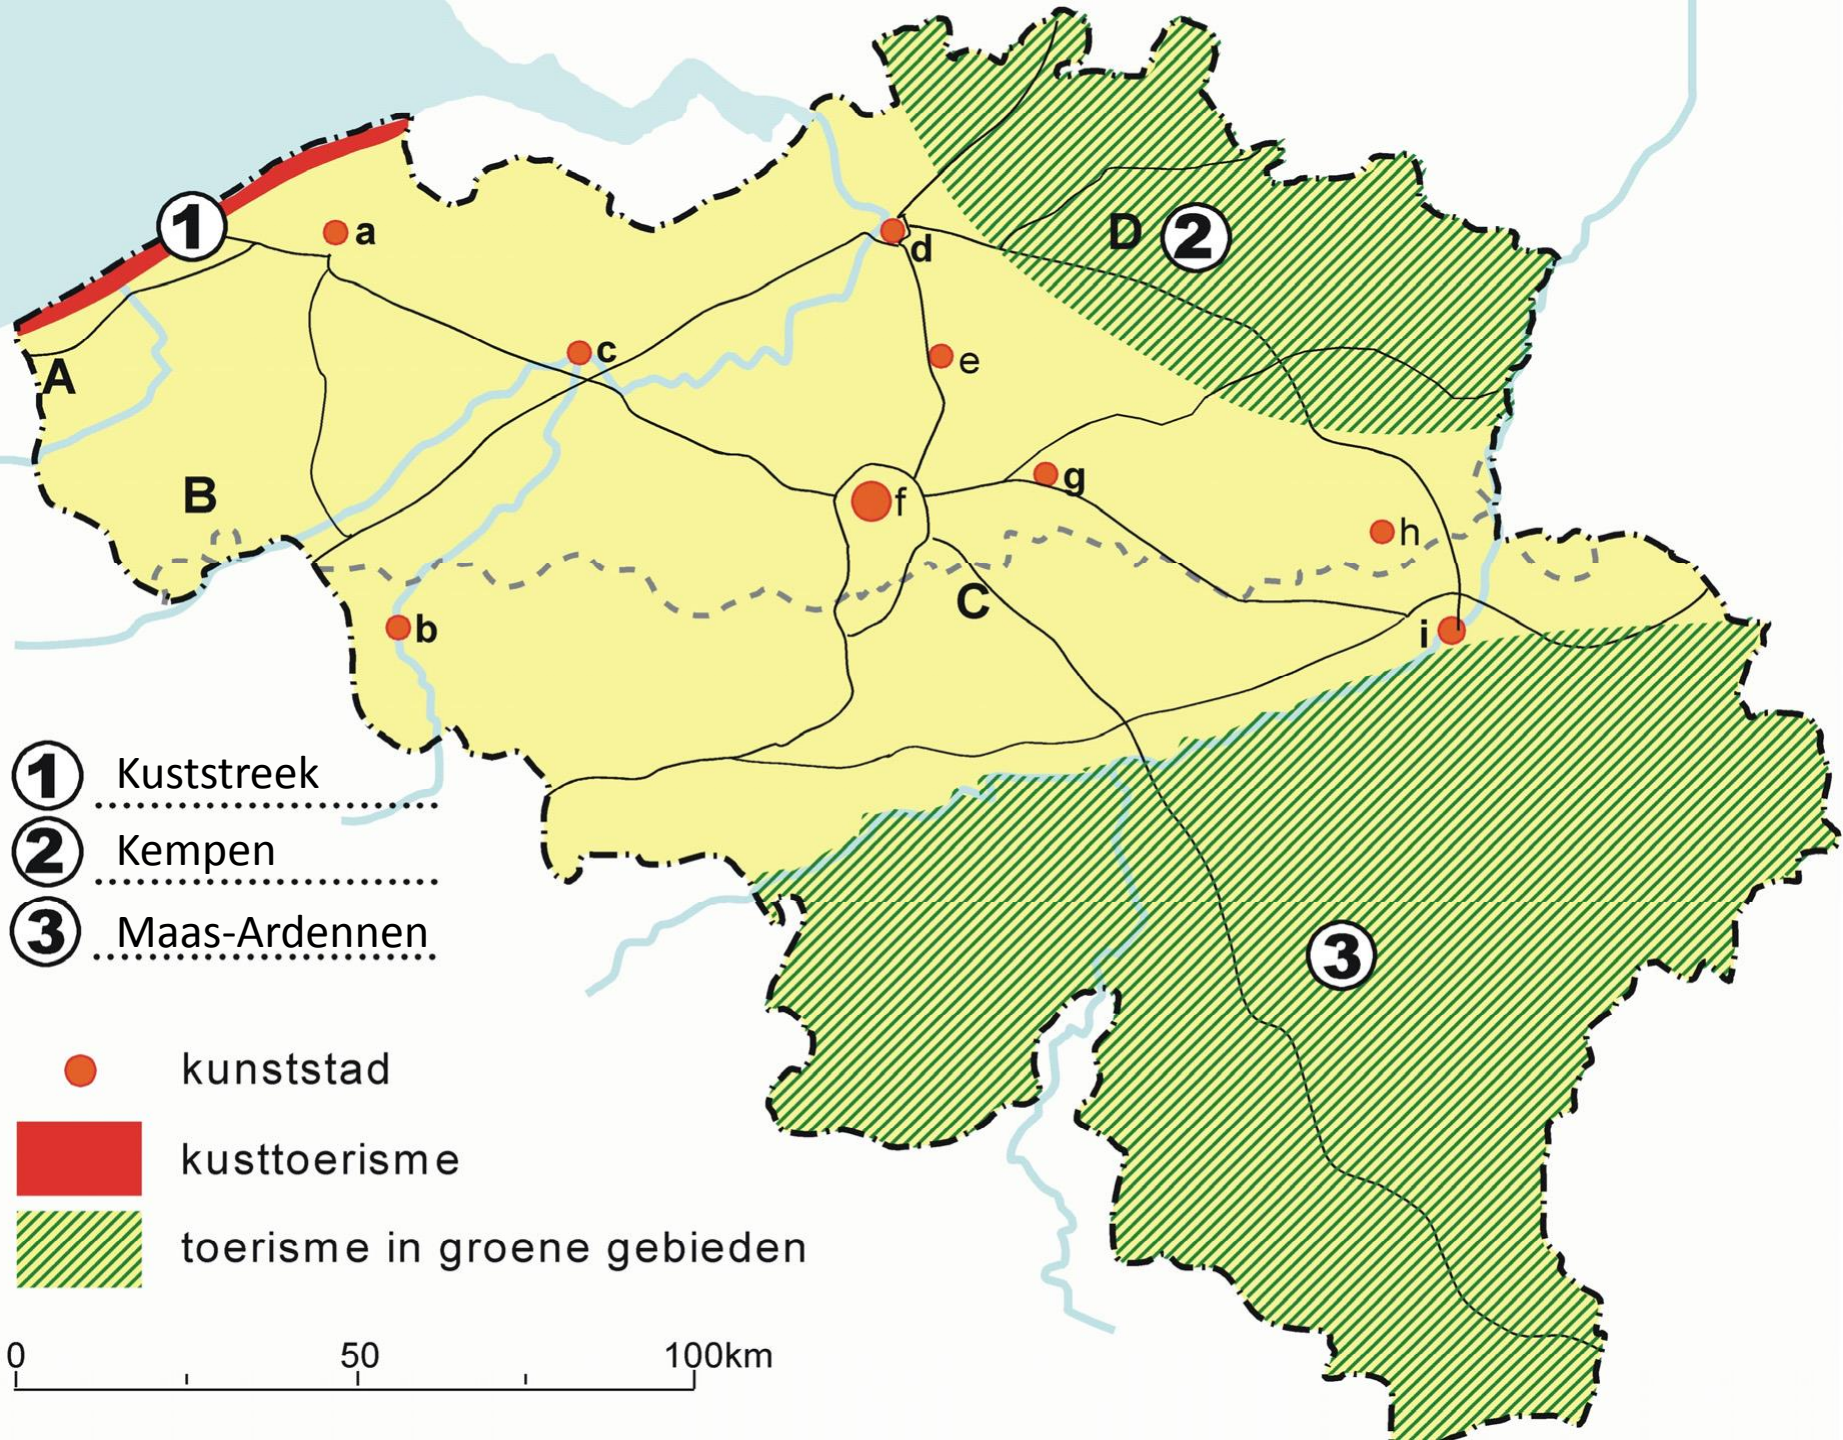 1
a
d
D 2
c
e
A
B
g
f
h
C
b
i
1 Kuststreek
2 Kempen
3 Maas-Ardennen
3
kunststad
kusttoerisme
toerisme in groene gebieden
0 50 100km